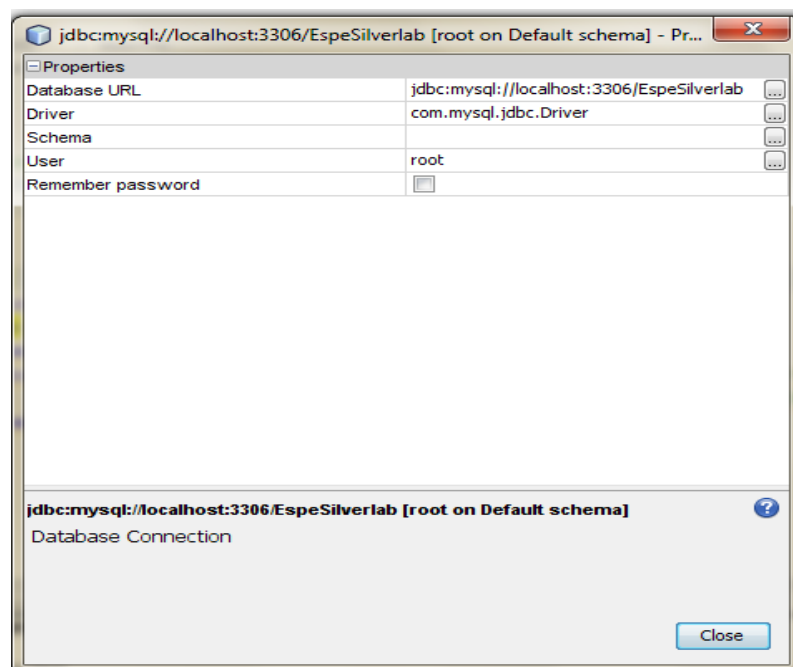 jdbc:mysql://localhost:3306/EspeSilverlab [root on Default schema] - Pr...
Properties
Database URL jdbc:mysql://localhost:3306/EspeSilverlab ...
Driver com.mysql.jdbc.Driver ...
Schema ...
User root ...
Remember password
jdbc:mysql://localhost:3306/EspeSilverlab [root on Default schema]
Database Connection
Close